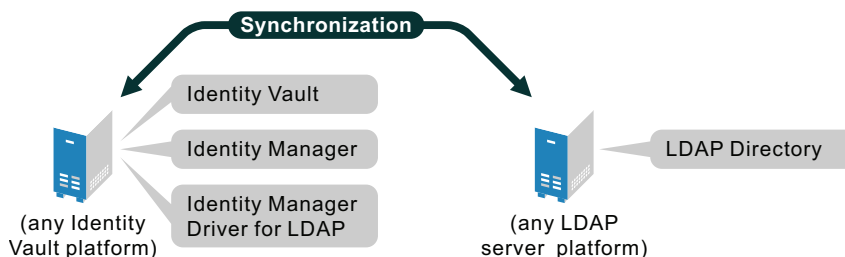 Synchronization
Identity Vault
Identity Manager
Identity Manager
Driver for LDAP
(any Identity
Vault platform)
LDAP Directory
(any LDAP
server platform)